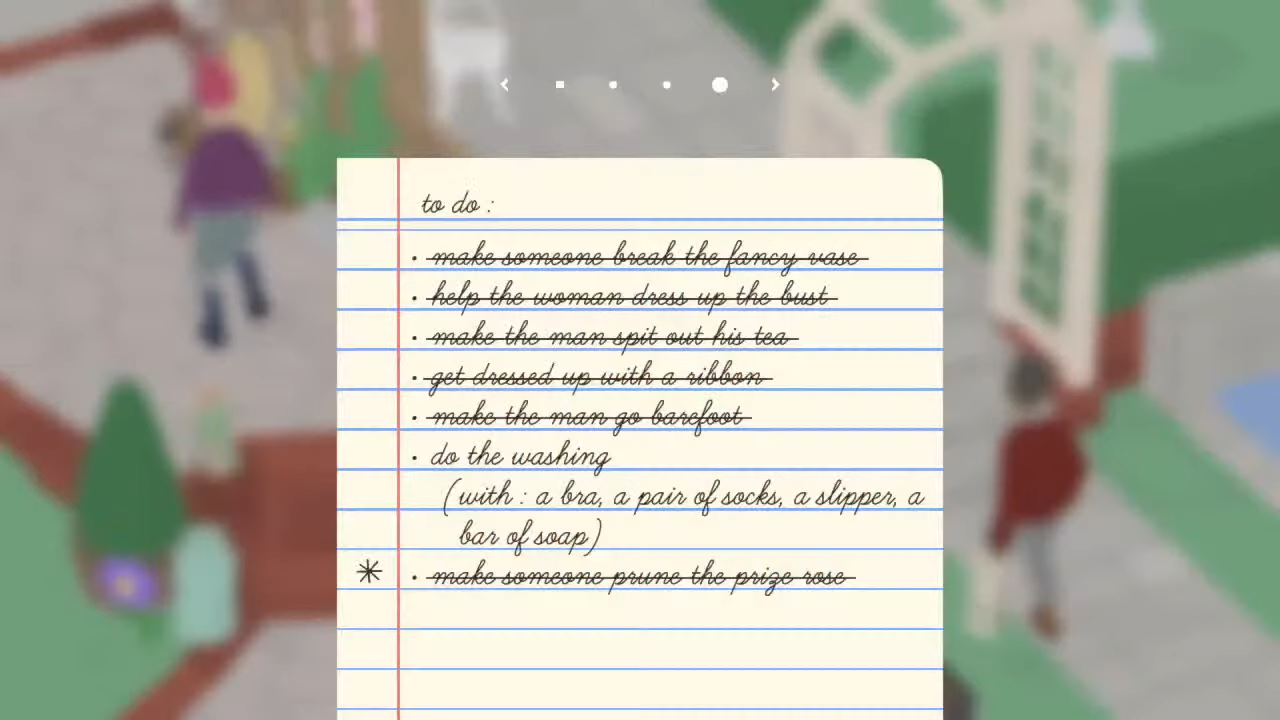 to do :
• make someone break the fancy vase
• help the woman dress up the bust
• make the man spit out his tea
• get dressed up with a ribbon
• make the man go barefoot
• do the washing
(with : a bra, a pair of socks, a slipper, a
bar of soap)
* • make someone prune the prize rose